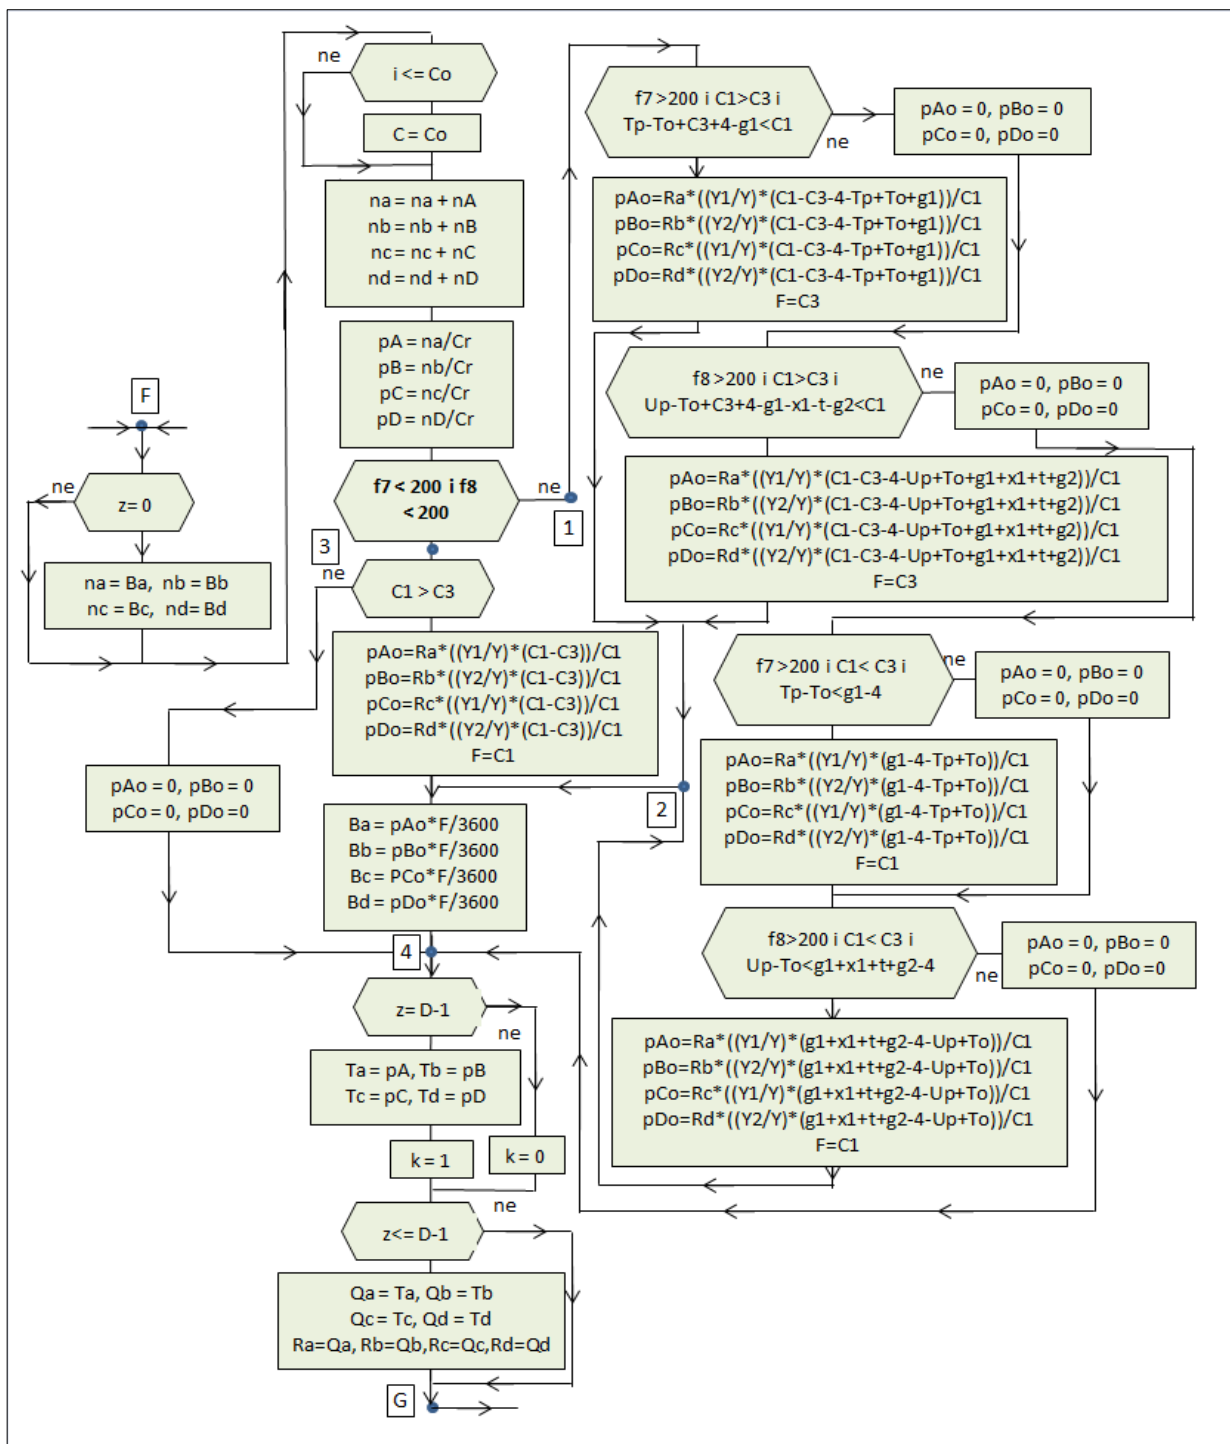 F
ne
z= 0
na = Ba, nb = Bb
nc = Bc, nd= Bd
ne
i <= Co
C = Co
na = na + nA
nb = nb + nB
nc = nc + nC
nd = nd + nD
pA = na/Cr
pB = nb/Cr
pC = nc/Cr
pD = nD/Cr
f7 < 200 i f8
< 200
ne
1
3
ne
C1 > C3
pAo=Ra*((Y1/Y)*(C1-C3))/C1
pBo=Rb*((Y2/Y)*(C1-C3))/C1
pCo=Rc*((Y1/Y)*(C1-C3))/C1
pDo=Rd*((Y2/Y)*(C1-C3))/C1
F=C1
pAo = 0, pBo = 0
pCo = 0, pDo =0
Ba = pAo*F/3600
Bb = pBo*F/3600
Bc = PCo*F/3600
Bd = pDo*F/3600
4
z= D-1
ne
Ta = pA, Tb = pB
Tc = pC, Td = pD
k = 1
k = 0
ne
z<= D-1
Qa = Ta, Qb = Tb
Qc = Tc, Qd = Td
Ra=Qa, Rb=Qb,Rc=Qc,Rd=Qd
G
f7 >200 i C1>C3 i
Tp-To+C3+4-g1<C1
ne
pAo = 0, pBo = 0
pCo = 0, pDo =0
pAo=Ra*((Y1/Y)*(C1-C3-4-Tp+To+g1))/C1
pBo=Rb*((Y2/Y)*(C1-C3-4-Tp+To+g1))/C1
pCo=Rc*((Y1/Y)*(C1-C3-4-Tp+To+g1))/C1
pDo=Rd*((Y2/Y)*(C1-C3-4-Tp+To+g1))/C1
F=C3
f8 >200 i C1>C3 i
Up-To+C3+4-g1-x1-t-g2<C1
ne
pAo = 0, pBo = 0
pCo = 0, pDo =0
pAo=Ra*((Y1/Y)*(C1-C3-4-Up+To+g1+x1+t+g2))/C1
pBo=Rb*((Y2/Y)*(C1-C3-4-Up+To+g1+x1+t+g2))/C1
pCo=Rc*((Y1/Y)*(C1-C3-4-Up+To+g1+x1+t+g2))/C1
pDo=Rd*((Y2/Y)*(C1-C3-4-Up+To+g1+x1+t+g2))/C1
F=C3
f7 >200 i C1< C3 i
Tp-To<g1-4
ne
pAo = 0, pBo = 0
pCo = 0, pDo =0
pAo=Ra*((Y1/Y)*(g1-4-Tp+To))/C1
pBo=Rb*((Y2/Y)*(g1-4-Tp+To))/C1
pCo=Rc*((Y1/Y)*(g1-4-Tp+To))/C1
pDo=Rd*((Y2/Y)*(g1-4-Tp+To))/C1
F=C1
2
f8>200 i C1< C3 i
Up-To<g1+x1+t+g2-4
ne
pAo = 0, pBo = 0
pCo = 0, pDo =0
pAo=Ra*((Y1/Y)*(g1+x1+t+g2-4-Up+To))/C1
pBo=Rb*((Y2/Y)*(g1+x1+t+g2-4-Up+To))/C1
pCo=Rc*((Y1/Y)*(g1+x1+t+g2-4-Up+To))/C1
pDo=Rd*((Y2/Y)*(g1+x1+t+g2-4-Up+To))/C1
F=C1